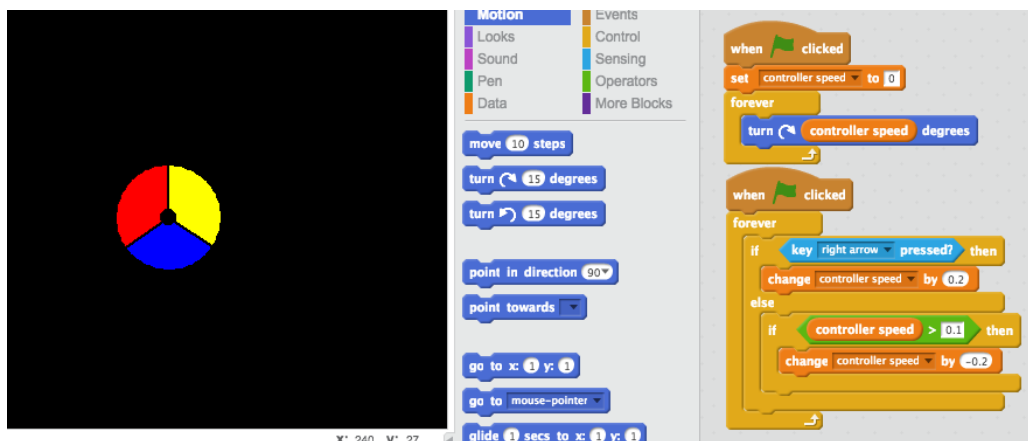 Motion Events
Looks Control
Sound Sensing
Pen Operators
Data More Blocks
move 10 steps
turn 15 degrees
turn 15 degrees
point in direction 90
point towards
go to x: 1 y: 1
go to mouse-pointer
glide 1 secs to x: 1 y: 1
X: 240 Y: 27
when clicked
set controller speed to 0
forever
turn controller speed degrees
when clicked
forever
if key right arrow pressed? then
change controller speed by 0.2
else
if controller speed > 0.1 then
change controller speed by -0.2